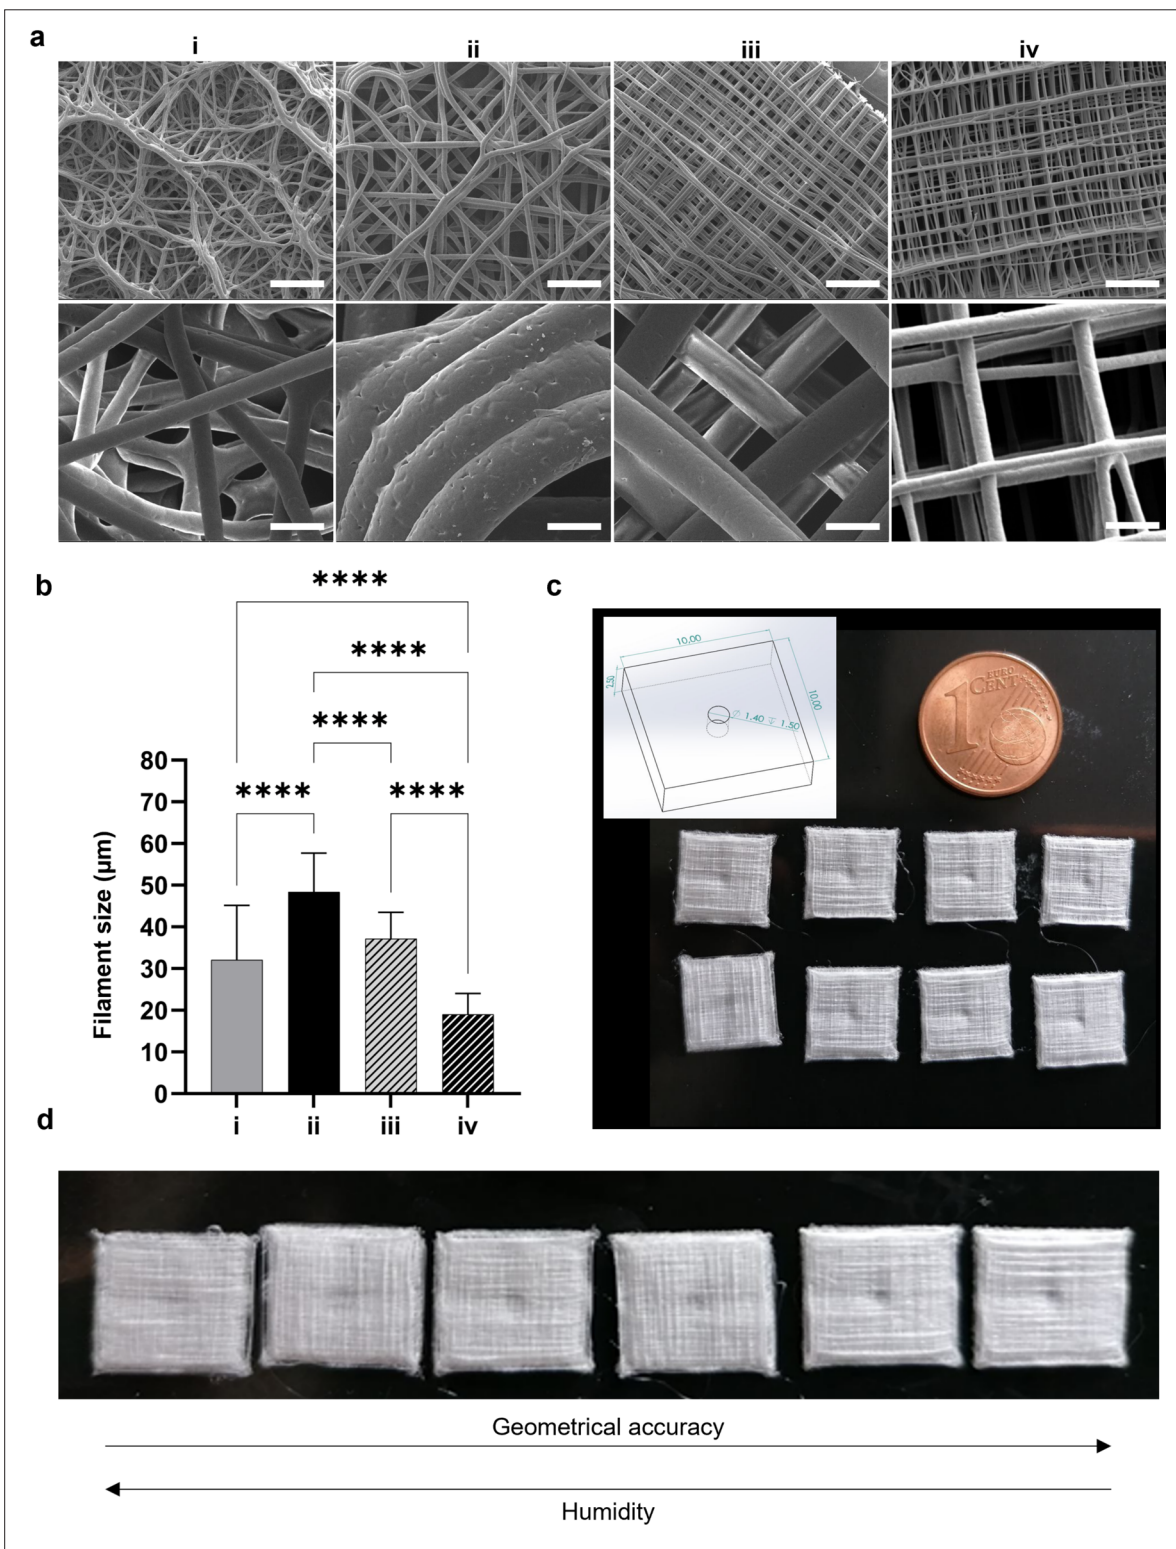 a
i ii iii iv
b
****
****
****
**** ****
80
70
60
50
40
30
20
10
0
Filament size (µm)
i ii iii iv
c
10.00
2.50
10.00
1.40 1.50
1
EURO
CENT
d
Geometrical accuracy
Humidity